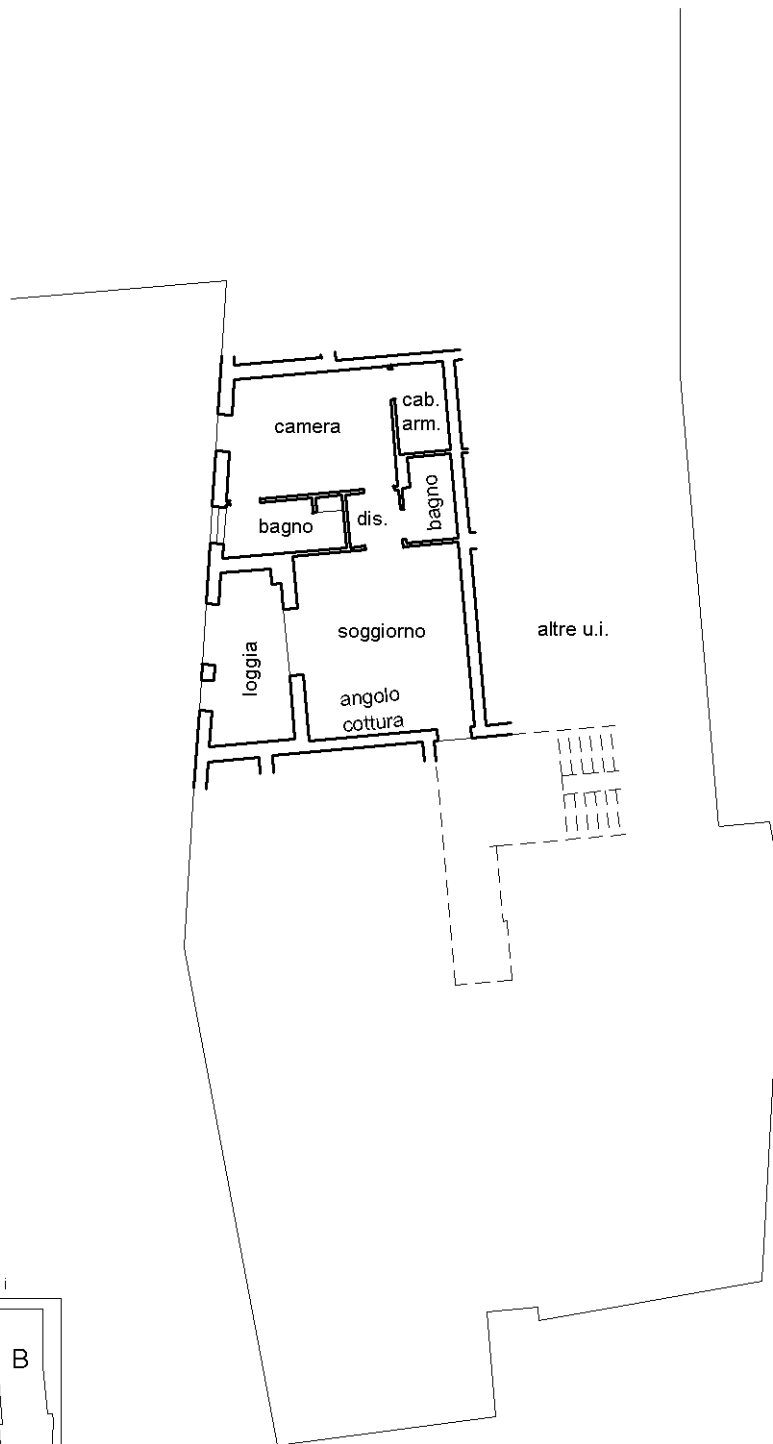 cab.
arm.
camera
bagno
bagno
dis.
soggiorno
altre u.i.
loggia
angolo
cottura
i
B